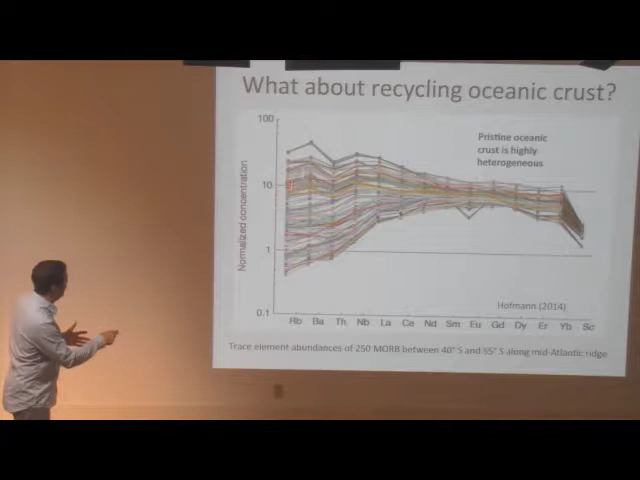 What about recycling oceanic crust?
Pristine oceanic
crust is highly
heterogeneous
Normalized concentration
100
10
1
0.1
Rb Ba Th Nb La Ce Nd Sm Eu Gd Dy Er Yb Sc
Hofmann (2014)
Trace element abundances of 250 MORB between 40° S and 55° S along mid-Atlantic ridge